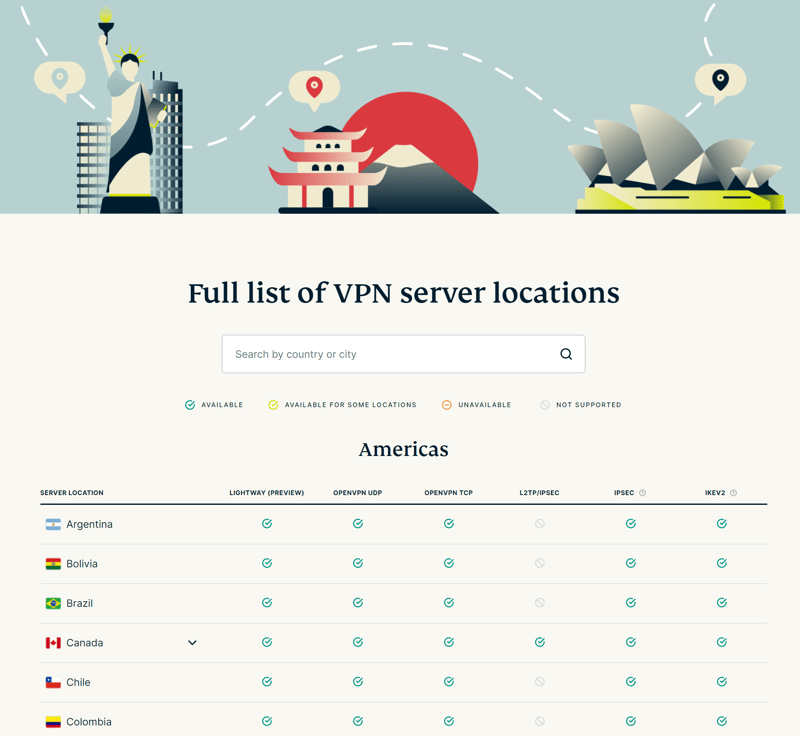 Full list of VPN server locations
Search by country or city
AVAILABLE AVAILABLE FOR SOME LOCATIONS UNAVAILABLE NOT SUPPORTED
Americas
SERVER LOCATION LIGHTWAY (PREVIEW) OPENVPN UDP OPENVPN TCP L2TP/IPSEC IPSEC ? IKEV2 ?
Argentina
Bolivia
Brazil
Canada
Chile
Colombia